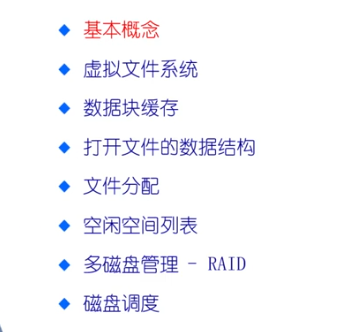 基本概念
虚拟文件系统
数据块缓存
打开文件的数据结构
文件分配
空闲空间列表
多磁盘管理 - RAID
磁盘调度